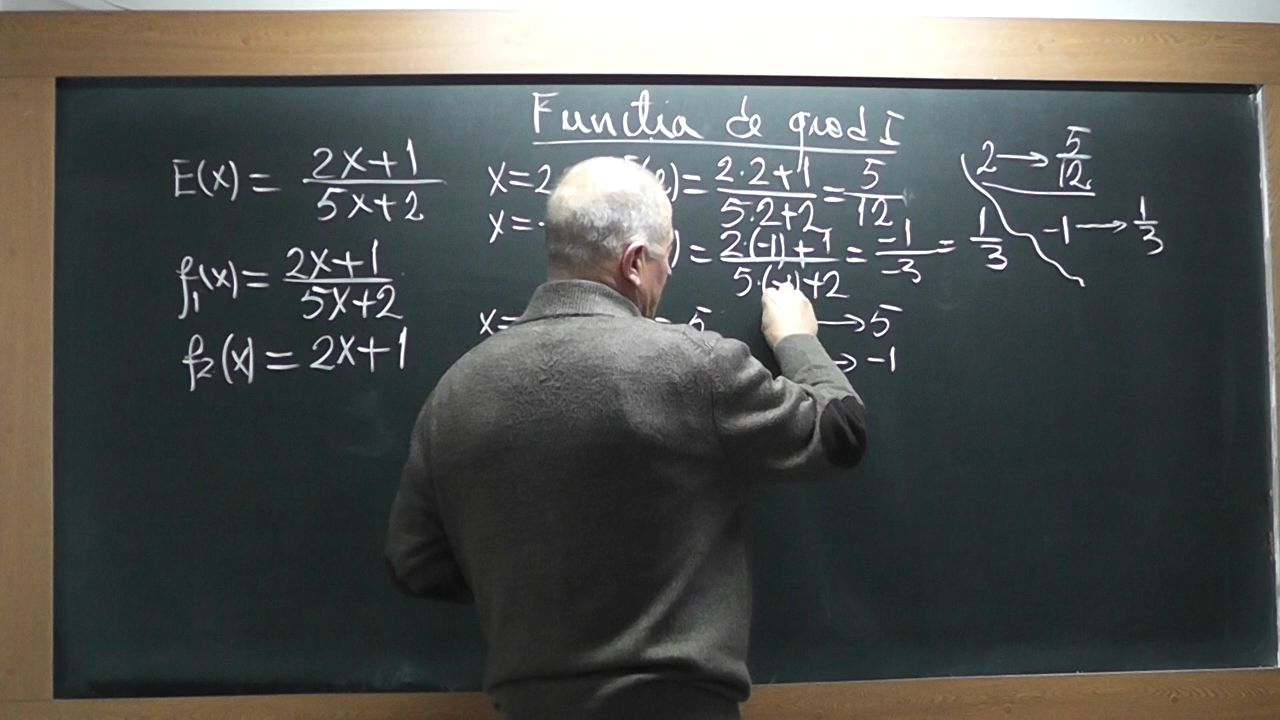 Functia de grad I
E(x) = (2x+1)/(5x+2)
x=2 (2·2+1)/(5·2+2) = 5/12
2 → 5/12
x= (2·(-1)+1)/(5·(-1)+2) = -1/-3 = 1/3
-1 → 1/3
f₁(x) = (2x+1)/(5x+2)
x= = 5 → 5
f₂(x) = 2x+1
→ -1